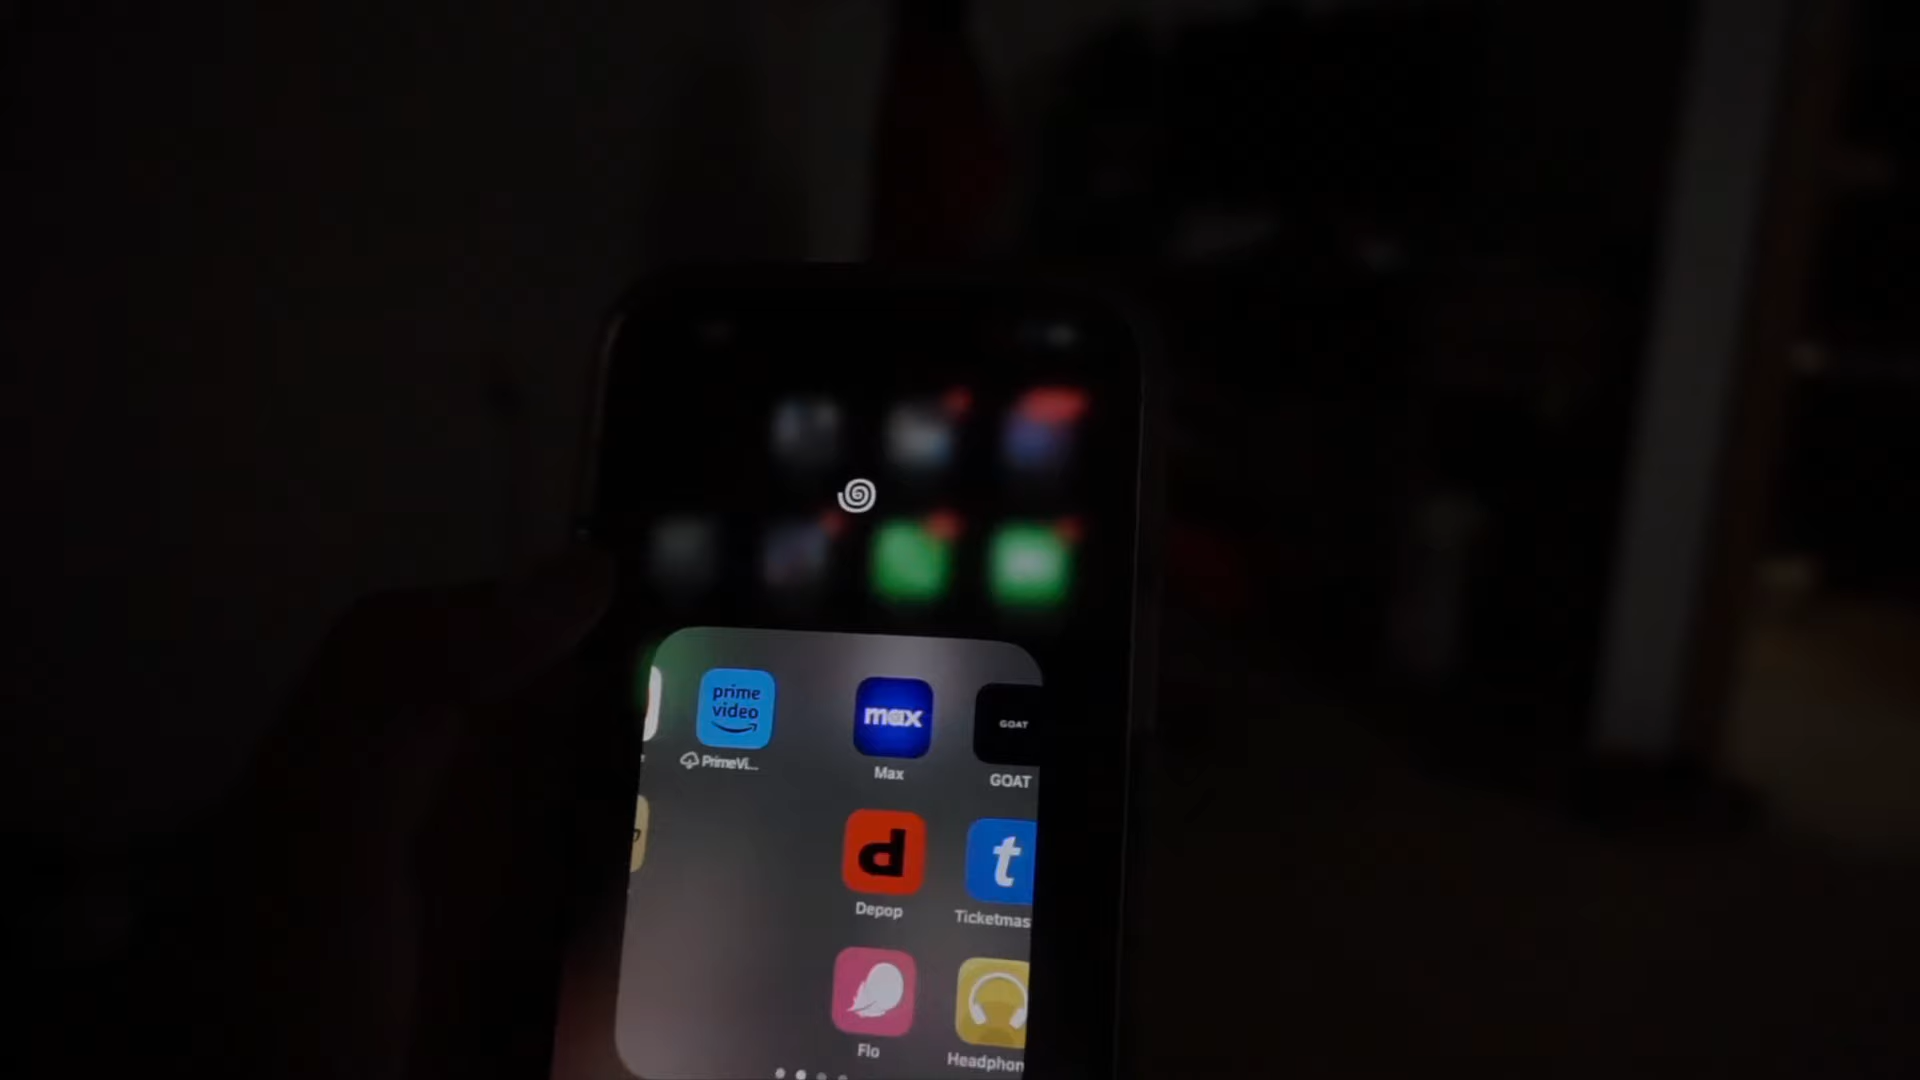 prime
video
max
GOAT
PrimeVi...
Max
GOAT
d
t
Depop
Ticketmas
Flo
Headphon